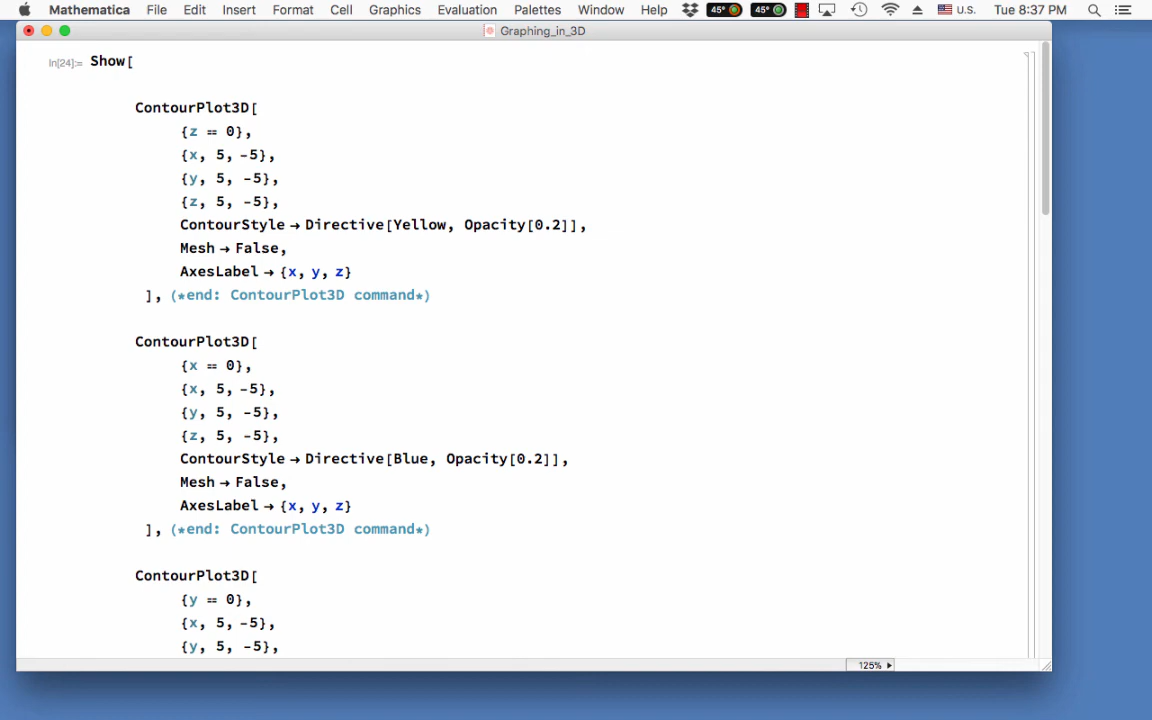 Mathematica File Edit Insert Format Cell Graphics Evaluation Palettes Window Help 45° 45° U.S. Tue 8:37 PM
Graphing_in_3D
In[24]:= Show[
ContourPlot3D[
{z == 0},
{x, 5, -5},
{y, 5, -5},
{z, 5, -5},
ContourStyle → Directive[Yellow, Opacity[0.2]],
Mesh → False,
AxesLabel → {x, y, z}
], (*end: ContourPlot3D command*)
ContourPlot3D[
{x == 0},
{x, 5, -5},
{y, 5, -5},
{z, 5, -5},
ContourStyle → Directive[Blue, Opacity[0.2]],
Mesh → False,
AxesLabel → {x, y, z}
], (*end: ContourPlot3D command*)
ContourPlot3D[
{y == 0},
{x, 5, -5},
{y, 5, -5},
125%